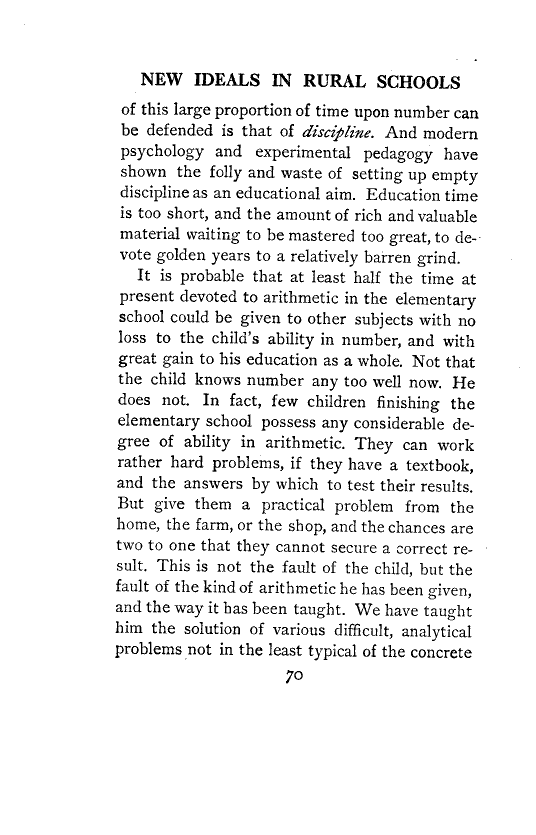 NEW IDEALS IN RURAL SCHOOLS
of this large proportion of time upon number can
be defended is that of discipline. And modern
psychology and experimental pedagogy have
shown the folly and waste of setting up empty
discipline as an educational aim. Education time
is too short, and the amount of rich and valuable
material waiting to be mastered too great, to de-
vote golden years to a relatively barren grind.
It is probable that at least half the time at
present devoted to arithmetic in the elementary
school could be given to other subjects with no
loss to the child's ability in number, and with
great gain to his education as a whole. Not that
the child knows number any too well now. He
does not. In fact, few children finishing the
elementary school possess any considerable de-
gree of ability in arithmetic. They can work
rather hard problems, if they have a textbook,
and the answers by which to test their results.
But give them a practical problem from the
home, the farm, or the shop, and the chances are
two to one that they cannot secure a correct re-
sult. This is not the fault of the child, but the
fault of the kind of arithmetic he has been given,
and the way it has been taught. We have taught
him the solution of various difficult, analytical
problems not in the least typical of the concrete
70